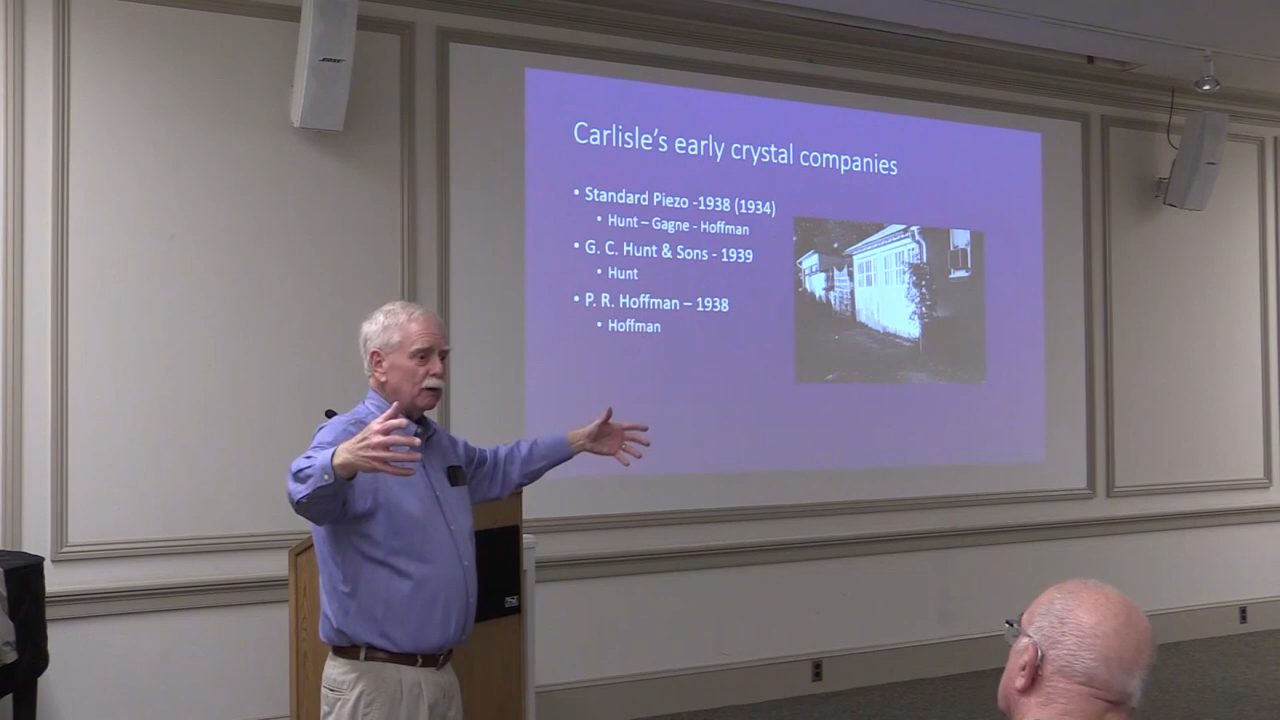 BOSE
Carlisle's early crystal companies
• Standard Piezo -1938 (1934)
• Hunt – Gagne - Hoffman
• G. C. Hunt & Sons - 1939
• Hunt
• P. R. Hoffman – 1938
• Hoffman